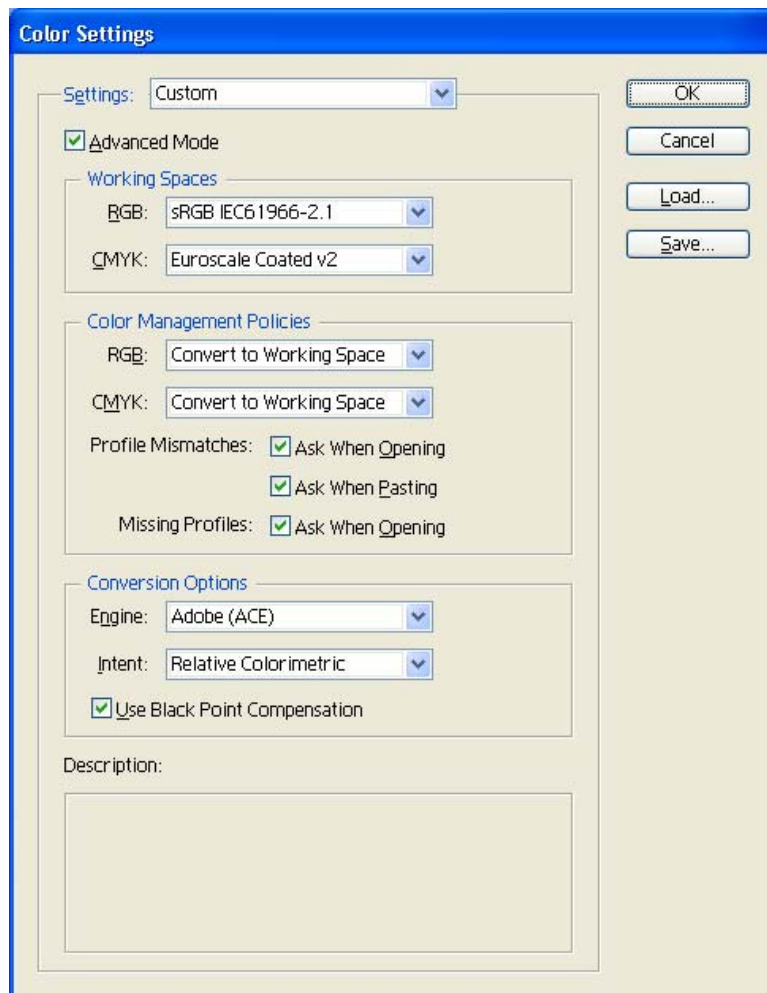 Color Settings
Settings: Custom
OK
Advanced Mode
Cancel
Working Spaces
Load...
RGB: sRGB IEC61966-2.1
Save...
CMYK: Euroscale Coated v2
Color Management Policies
RGB: Convert to Working Space
CMYK: Convert to Working Space
Profile Mismatches: Ask When Opening
Ask When Pasting
Missing Profiles: Ask When Opening
Conversion Options
Engine: Adobe (ACE)
Intent: Relative Colorimetric
Use Black Point Compensation
Description: